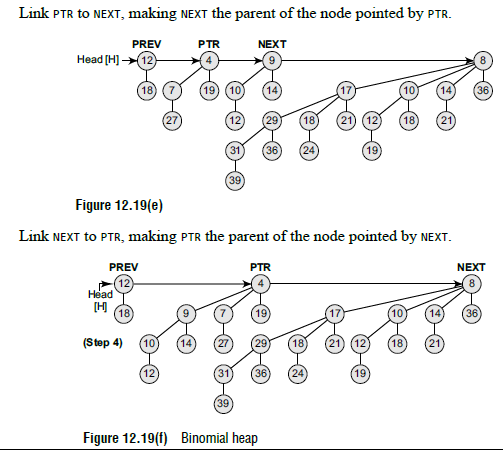 Link PTR to NEXT, making NEXT the parent of the node pointed by PTR.
PREV PTR NEXT
Head [H] 12 4 9 8
18 7 19 10 14 17 10 14 36
27 12 29 18 21 12 18 21
31 36 24 19
39
Figure 12.19(e)
Link NEXT to PTR, making PTR the parent of the node pointed by NEXT.
PREV PTR NEXT
12 4 8
Head
[H]
18 9 7 19 17 10 14 36
(Step 4) 10 14 27 29 18 21 12 18 21
12 31 36 24 19
39
Figure 12.19(f) Binomial heap